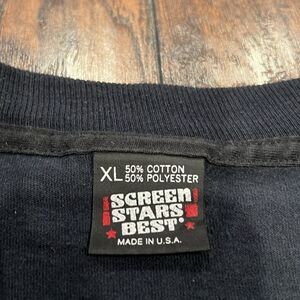 XL 50% COTTON
50% POLYESTER
SCREEN
STARS
BEST®
MADE IN U.S.A.